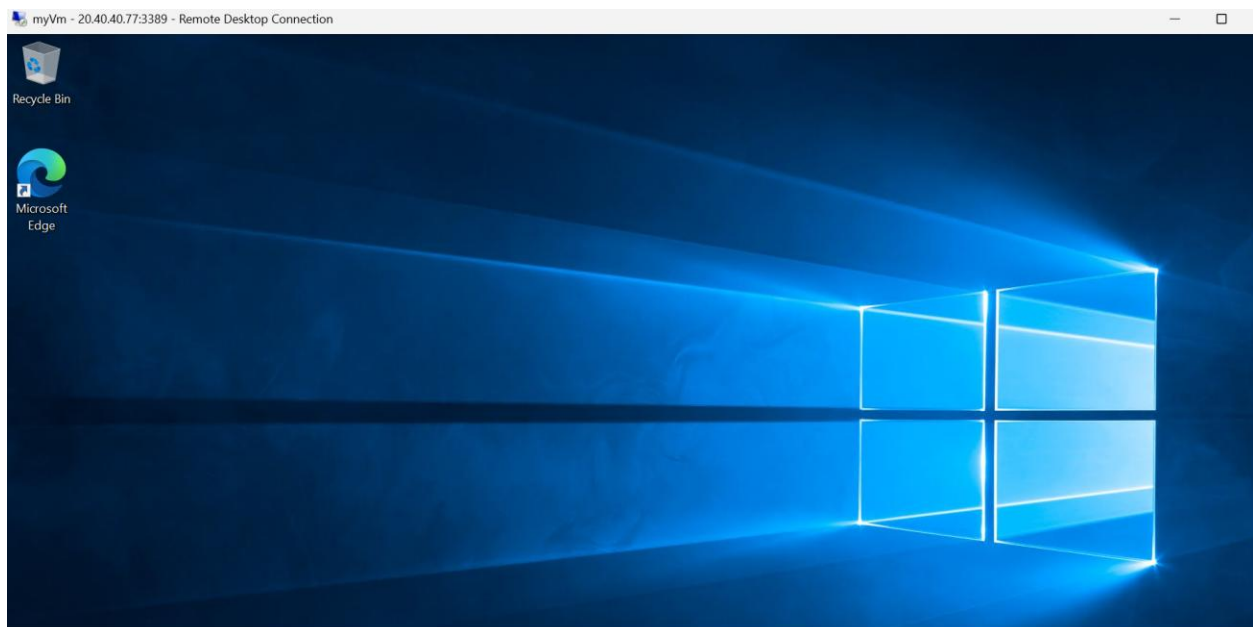 myVm - 20.40.40.77:3389 - Remote Desktop Connection
Recycle Bin
Microsoft
Edge